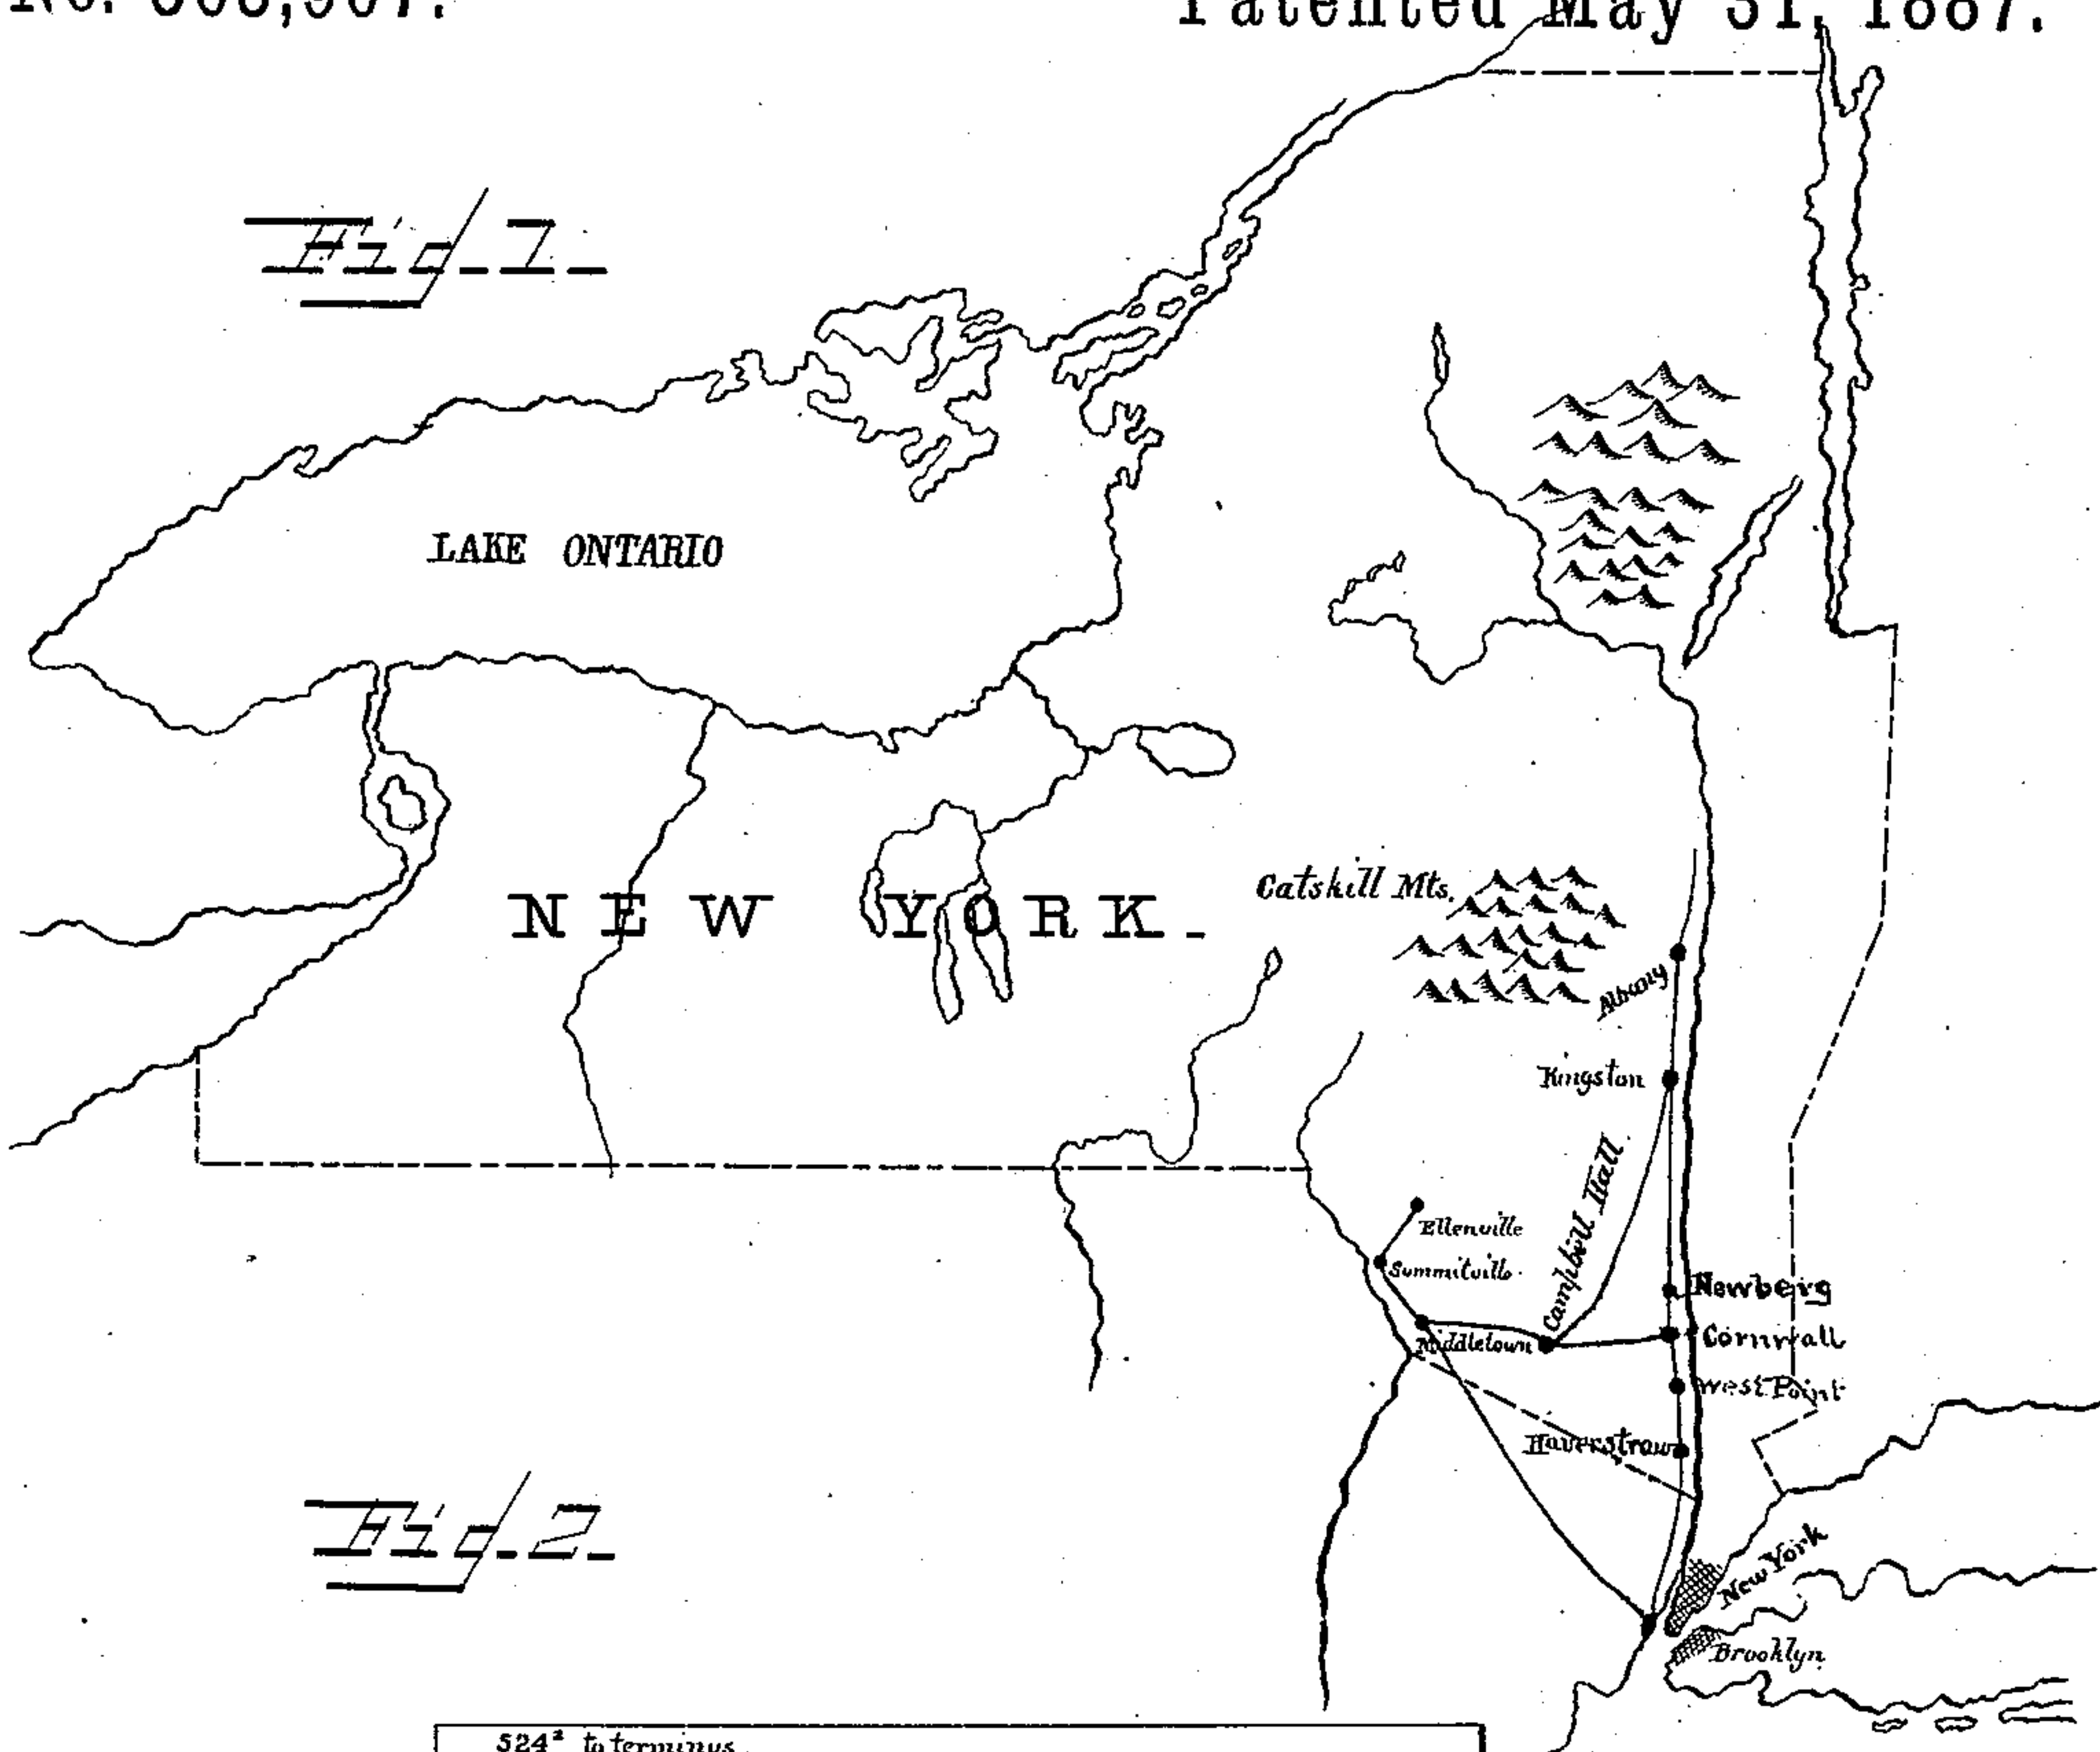 Patented May 31, 1887.
Fig. 1.
LAKE ONTARIO
NEW YORK.
Catskill Mts.
Albany
Kingston
Campbell Hall
Ellenville
Summitville
Newberg
Middletown
Cornwall
West Point
Haverstraw
Fig. 2.
New York
Brooklyn
S24² to terminus